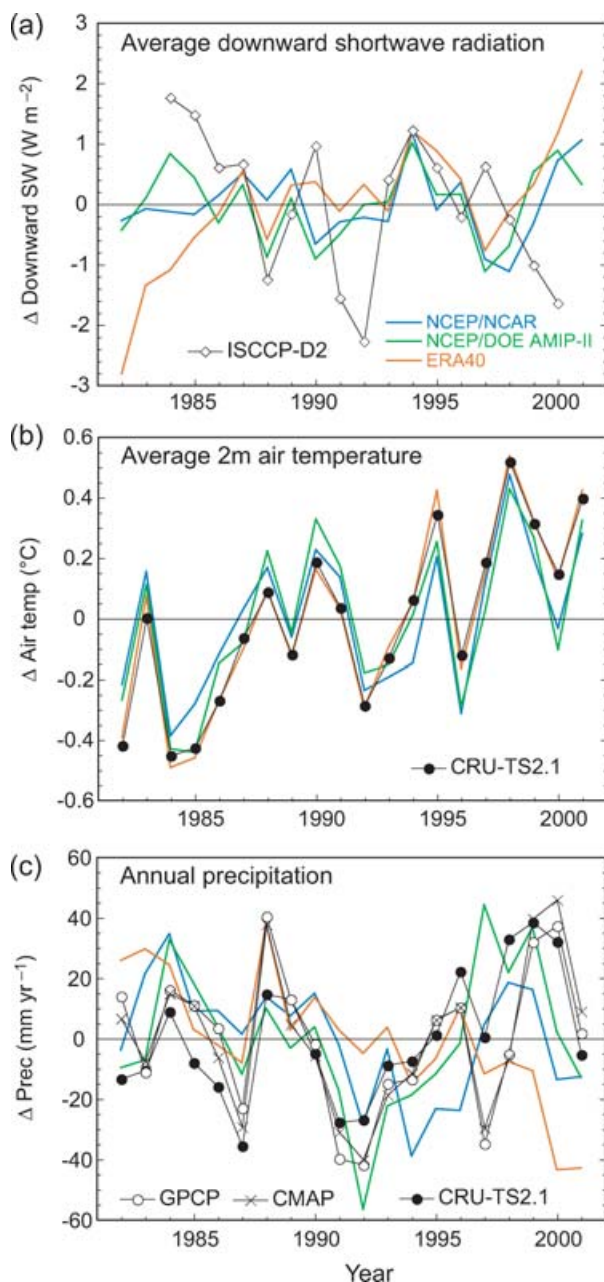 (a)
Average downward shortwave radiation
Δ Downward SW (W m⁻²)
3
2
1
0
-1
-2
-3
ISCCP-D2
NCEP/NCAR
NCEP/DOE AMIP-II
ERA40
1985 1990 1995 2000
(b)
Average 2m air temperature
Δ Air temp (°C)
0.6
0.4
0.2
0
-0.2
-0.4
-0.6
CRU-TS2.1
1985 1990 1995 2000
(c)
Annual precipitation
Δ Prec (mm yr⁻¹)
60
40
20
0
-20
-40
-60
GPCP CMAP CRU-TS2.1
1985 1990 1995 2000
Year